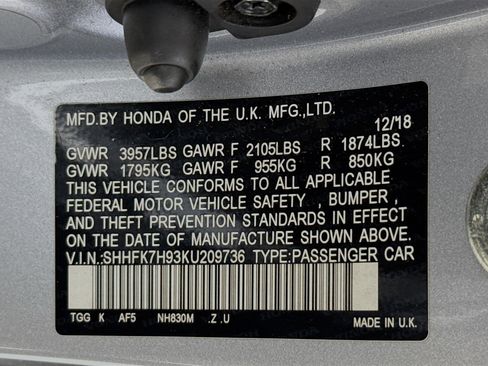 MFD.BY HONDA OF THE U.K. MFG.,LTD.
12/18
GVWR 3957LBS GAWR F 2105LBS R 1874LBS
GVWR 1795KG GAWR F 955KG R 850KG
THIS VEHICLE CONFORMS TO ALL APPLICABLE
FEDERAL MOTOR VEHICLE SAFETY , BUMPER ,
AND THEFT PREVENTION STANDARDS IN EFFECT
ON THE DATE OF MANUFACTURE SHOWN ABOVE.
V.I.N.:SHHFK7H93KU209736 TYPE:PASSENGER CAR
TGG K AF5 NH830M .Z .U MADE IN U.K.